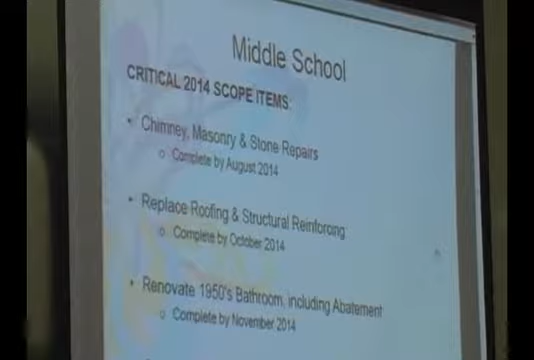 Middle School
CRITICAL 2014 SCOPE ITEMS:
• Chimney, Masonry & Stone Repairs
o Complete by August 2014
• Replace Roofing & Structural Reinforcing
o Complete by October 2014
• Renovate 1950's Bathroom, including Abatement
o Complete by November 2014